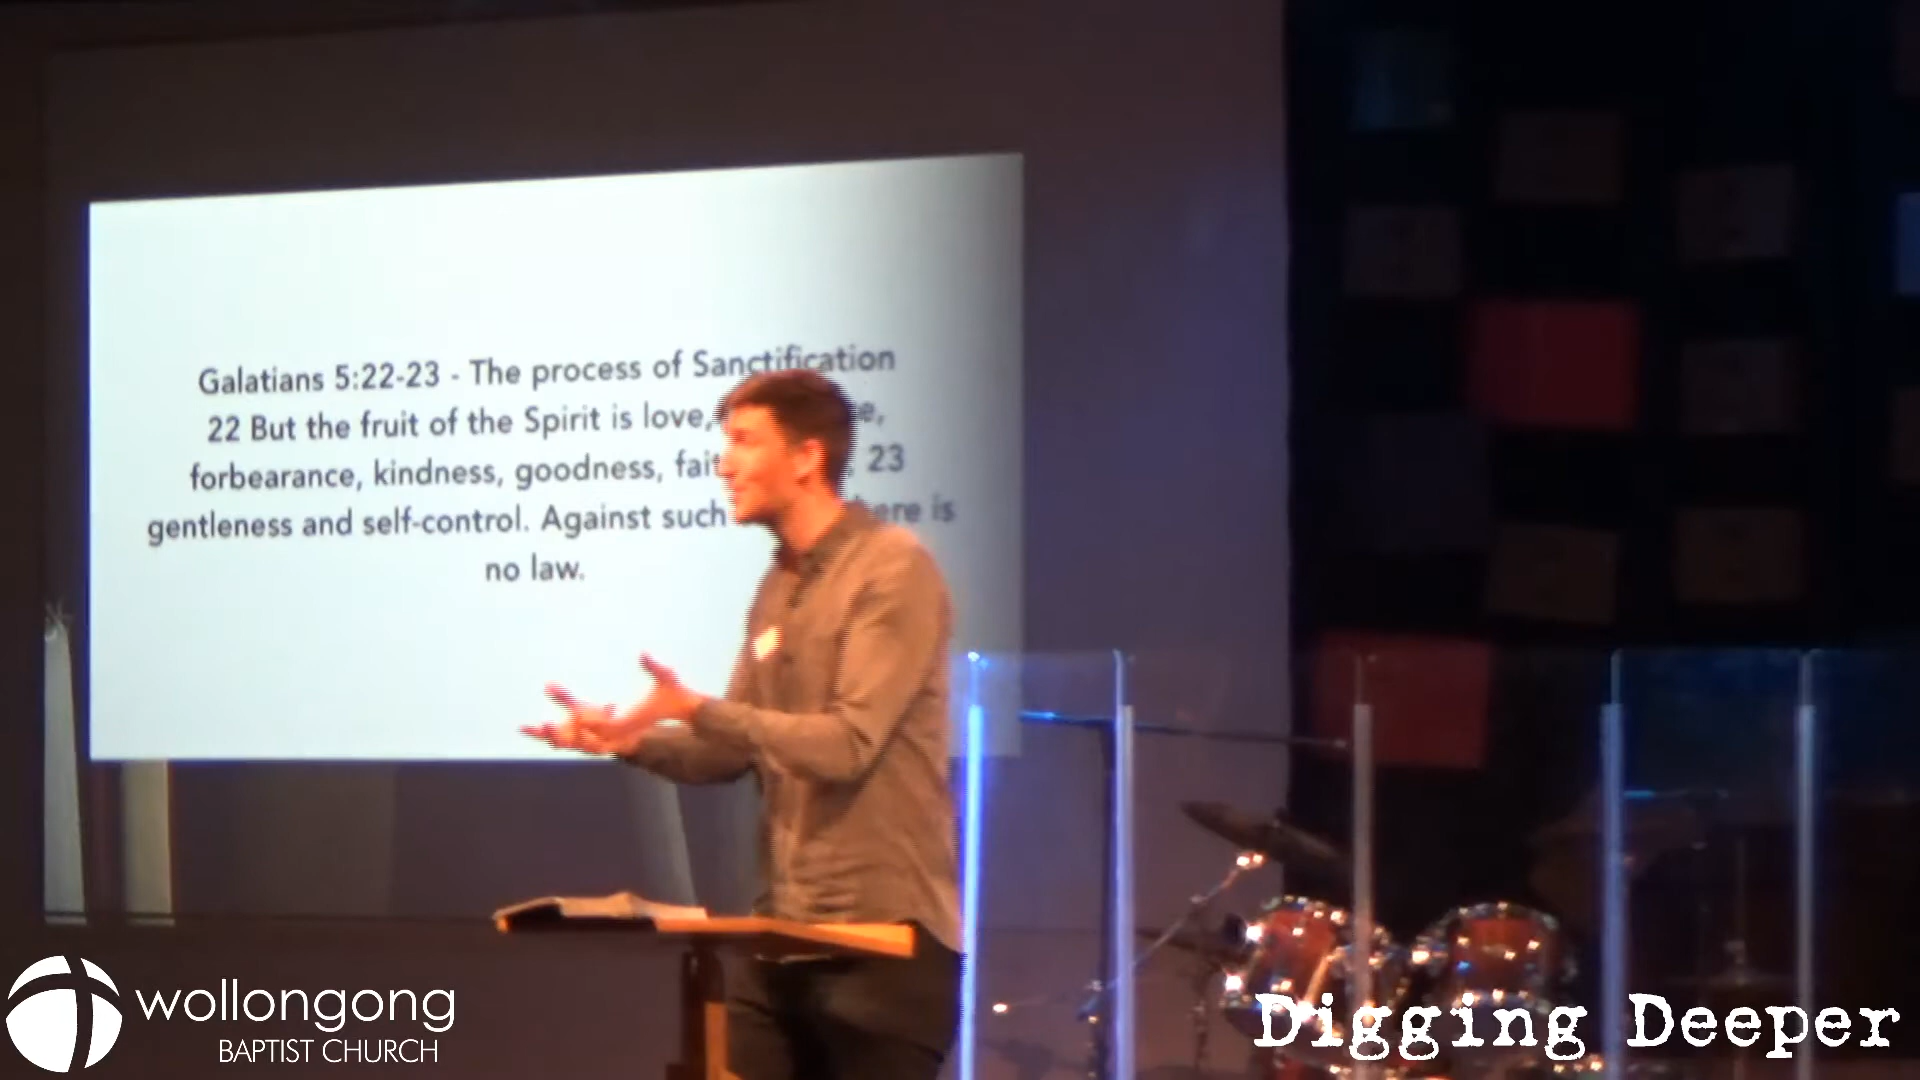 Galatians 5:22-23 - The process of Sanctification
22 But the fruit of the Spirit is love,
forbearance, kindness, goodness, 23
gentleness and self-control. Against such is
no law.
wollongong
BAPTIST CHURCH
Digging Deeper